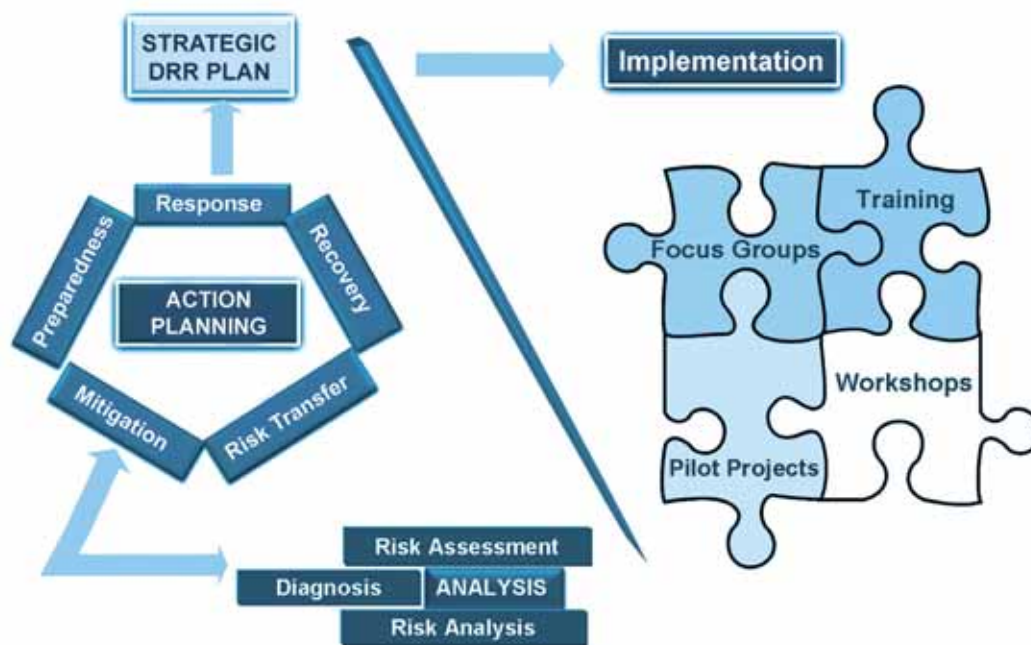 STRATEGIC
DRR PLAN
Implementation
Response
Preparedness
Recovery
ACTION
PLANNING
Mitigation
Risk Transfer
Training
Focus Groups
Workshops
Pilot Projects
Risk Assessment
Diagnosis
ANALYSIS
Risk Analysis